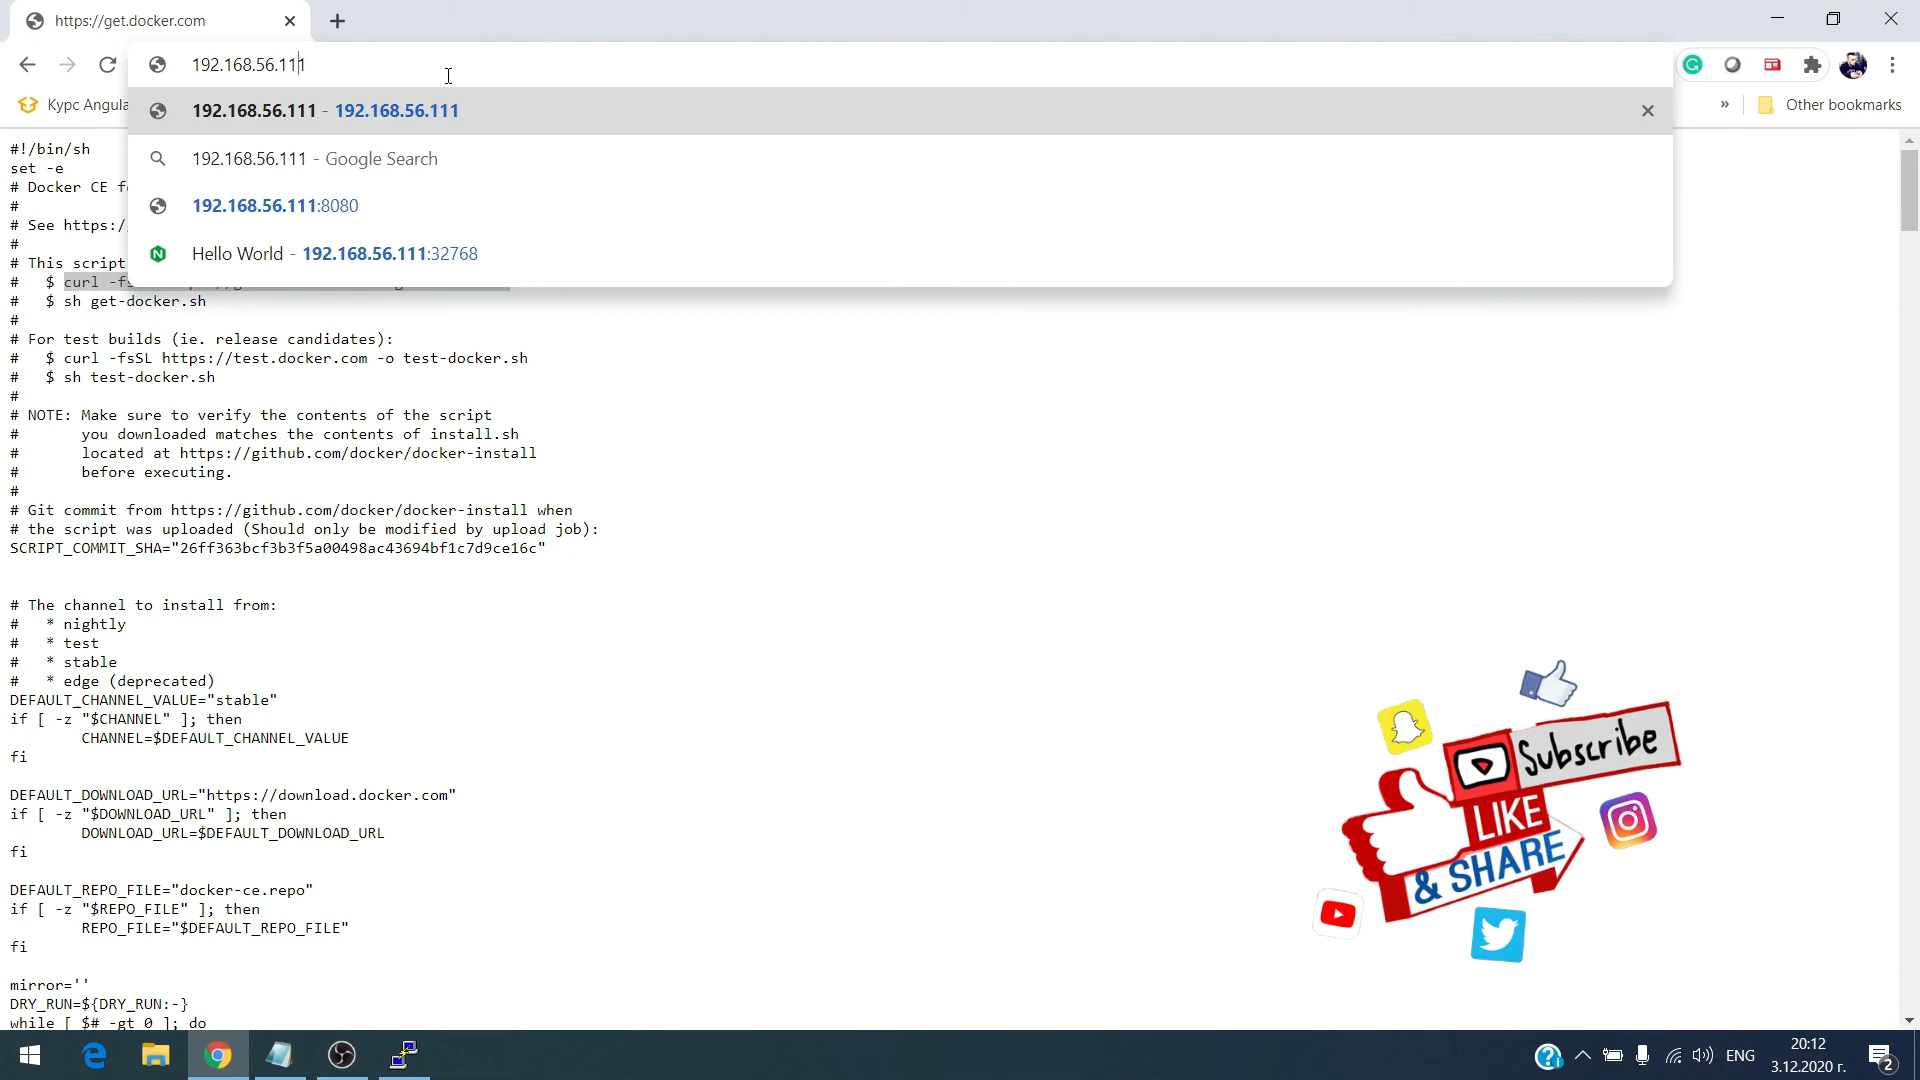 https://get.docker.com
192.168.56.111
Курс Angula
Other bookmarks
192.168.56.111 - 192.168.56.111
192.168.56.111 - Google Search
192.168.56.111:8080
Hello World - 192.168.56.111:32768
#!/bin/sh
set -e
# Docker CE fo
#
# See https:/
#
# This script
#   $ curl -fs
#   $ sh get-docker.sh
#
# For test builds (ie. release candidates):
#   $ curl -fsSL https://test.docker.com -o test-docker.sh
#   $ sh test-docker.sh
#
# NOTE: Make sure to verify the contents of the script
#       you downloaded matches the contents of install.sh
#       located at https://github.com/docker/docker-install
#       before executing.
#
# Git commit from https://github.com/docker/docker-install when
# the script was uploaded (Should only be modified by upload job):
SCRIPT_COMMIT_SHA="26ff363bcf3b3f5a00498ac43694bf1c7d9ce16c"
# The channel to install from:
#   * nightly
#   * test
#   * stable
#   * edge (deprecated)
DEFAULT_CHANNEL_VALUE="stable"
if [ -z "$CHANNEL" ]; then
        CHANNEL=$DEFAULT_CHANNEL_VALUE
fi
DEFAULT_DOWNLOAD_URL="https://download.docker.com"
if [ -z "$DOWNLOAD_URL" ]; then
        DOWNLOAD_URL=$DEFAULT_DOWNLOAD_URL
fi
DEFAULT_REPO_FILE="docker-ce.repo"
if [ -z "$REPO_FILE" ]; then
        REPO_FILE="$DEFAULT_REPO_FILE"
fi
mirror=''
DRY_RUN=${DRY_RUN:-}
while [ $# -gt 0 ]; do
Subscribe
LIKE
& SHARE
ENG
20:12
3.12.2020 г.
2